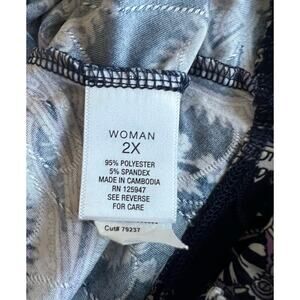 WOMAN
2X
95% POLYESTER
5% SPANDEX
MADE IN CAMBODIA
RN 125947
SEE REVERSE
FOR CARE
Cut# 79237